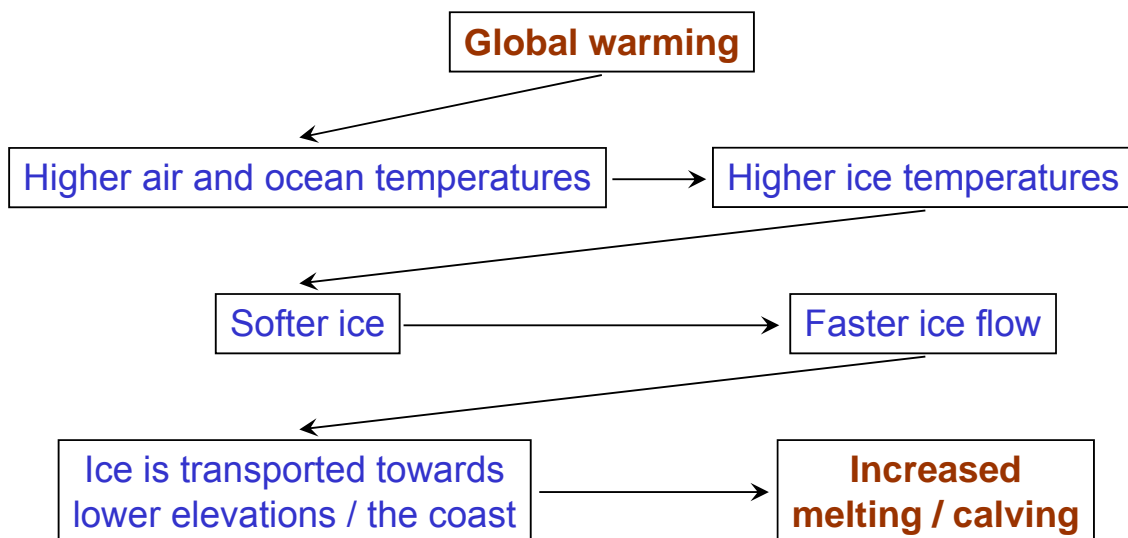 Global warming
Higher air and ocean temperatures
Higher ice temperatures
Softer ice
Faster ice flow
Ice is transported towards
lower elevations / the coast
Increased
melting / calving